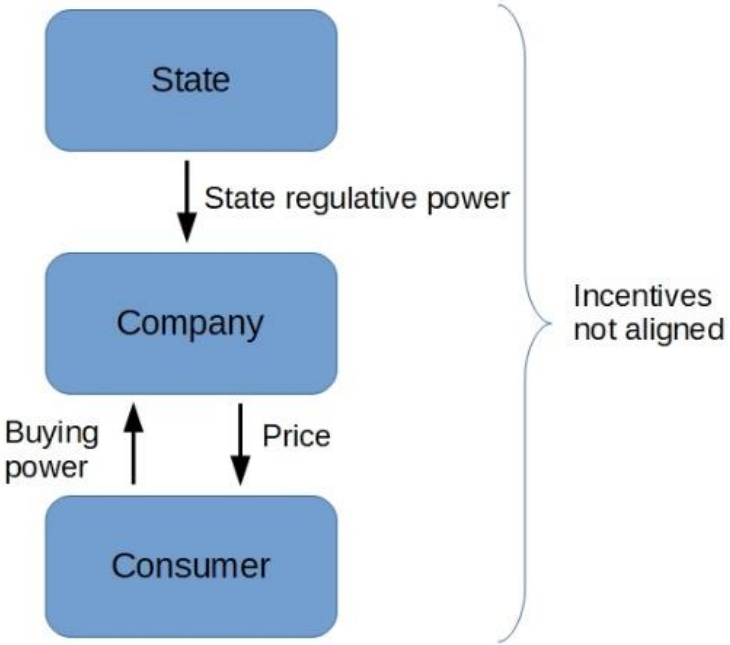 State
State regulative power
Company
Incentives
not aligned
Buying
power
Price
Consumer